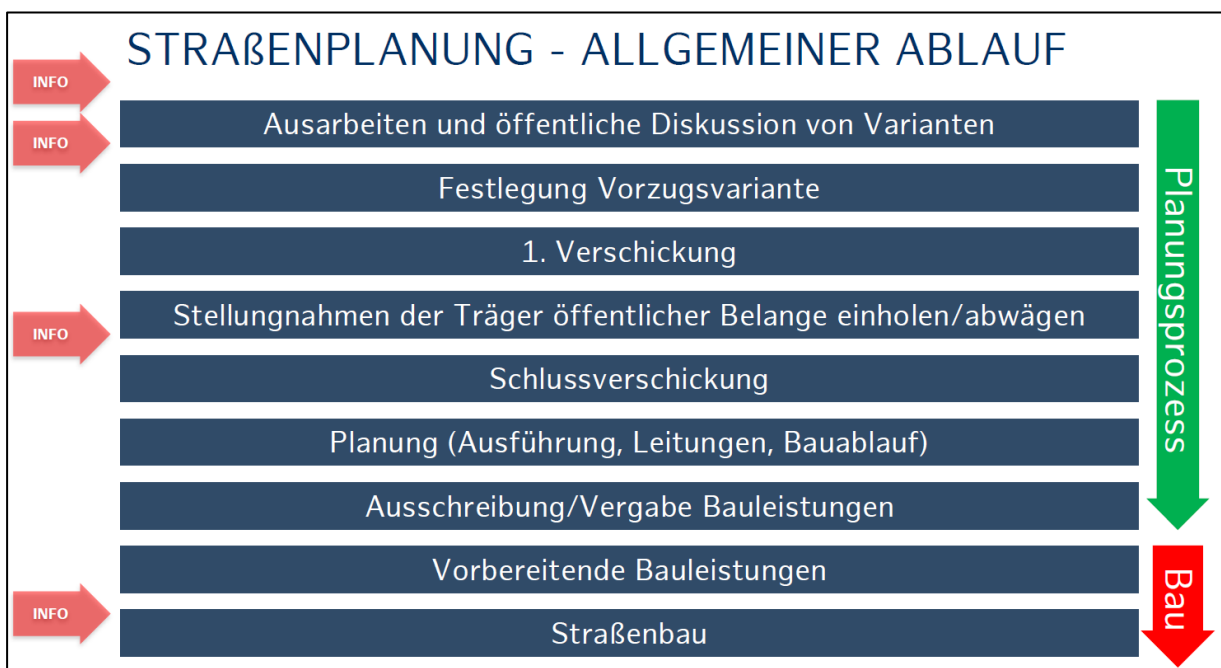 STRAßENPLANUNG - ALLGEMEINER ABLAUF
INFO
Ausarbeiten und öffentliche Diskussion von Varianten
INFO
Festlegung Vorzugsvariante
1. Verschickung
Stellungnahmen der Träger öffentlicher Belange einholen/abwägen
INFO
Schlussverschickung
Planung (Ausführung, Leitungen, Bauablauf)
Ausschreibung/Vergabe Bauleistungen
Planungsprozess
Vorbereitende Bauleistungen
INFO
Straßenbau
Bau